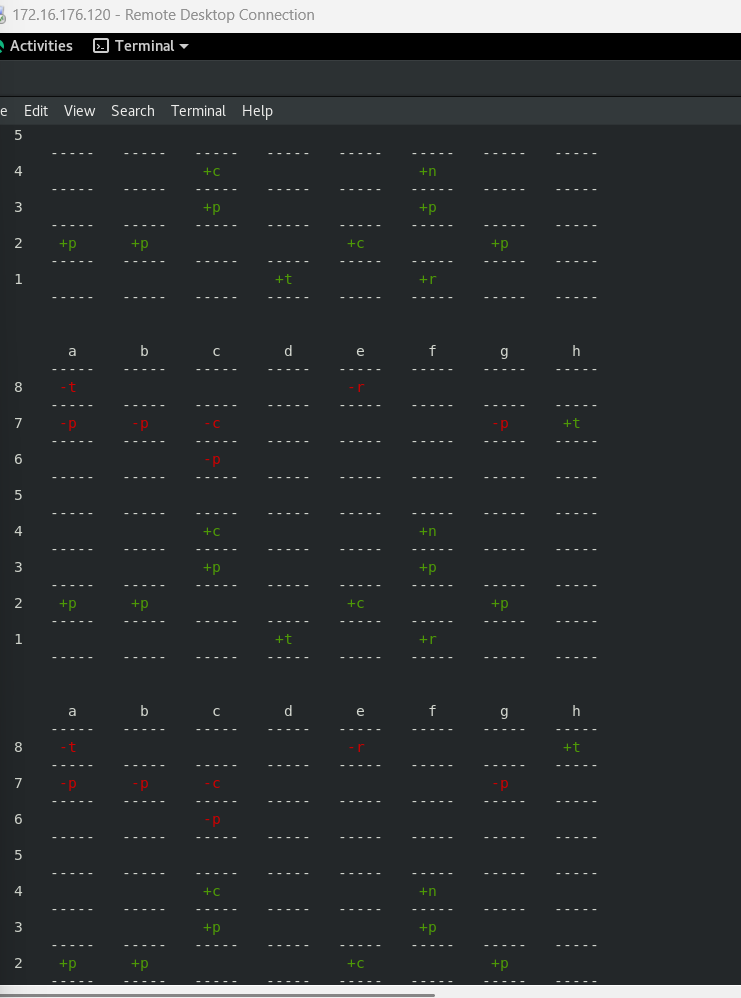 172.16.176.120 - Remote Desktop Connection
Activities Terminal
e Edit View Search Terminal Help
5
----- ----- ----- ----- ----- ----- ----- -----
4 +c +n
----- ----- ----- ----- ----- ----- ----- -----
3 +p +p
----- ----- ----- ----- ----- ----- ----- -----
2 +p +p +c +p
----- ----- ----- ----- ----- ----- ----- -----
1 +t +r
----- ----- ----- ----- ----- ----- ----- -----
a b c d e f g h
----- ----- ----- ----- ----- ----- ----- -----
8 -t -r
----- ----- ----- ----- ----- ----- ----- -----
7 -p -p -c -p +t
----- ----- ----- ----- ----- ----- ----- -----
6 -p
----- ----- ----- ----- ----- ----- ----- -----
5
----- ----- ----- ----- ----- ----- ----- -----
4 +c +n
----- ----- ----- ----- ----- ----- ----- -----
3 +p +p
----- ----- ----- ----- ----- ----- ----- -----
2 +p +p +c +p
----- ----- ----- ----- ----- ----- ----- -----
1 +t +r
----- ----- ----- ----- ----- ----- ----- -----
a b c d e f g h
----- ----- ----- ----- ----- ----- ----- -----
8 -t -r +t
----- ----- ----- ----- ----- ----- ----- -----
7 -p -p -c -p
----- ----- ----- ----- ----- ----- ----- -----
6 -p
----- ----- ----- ----- ----- ----- ----- -----
5
----- ----- ----- ----- ----- ----- ----- -----
4 +c +n
----- ----- ----- ----- ----- ----- ----- -----
3 +p +p
----- ----- ----- ----- ----- ----- ----- -----
2 +p +p +c +p
----- ----- ----- ----- ----- ----- ----- -----